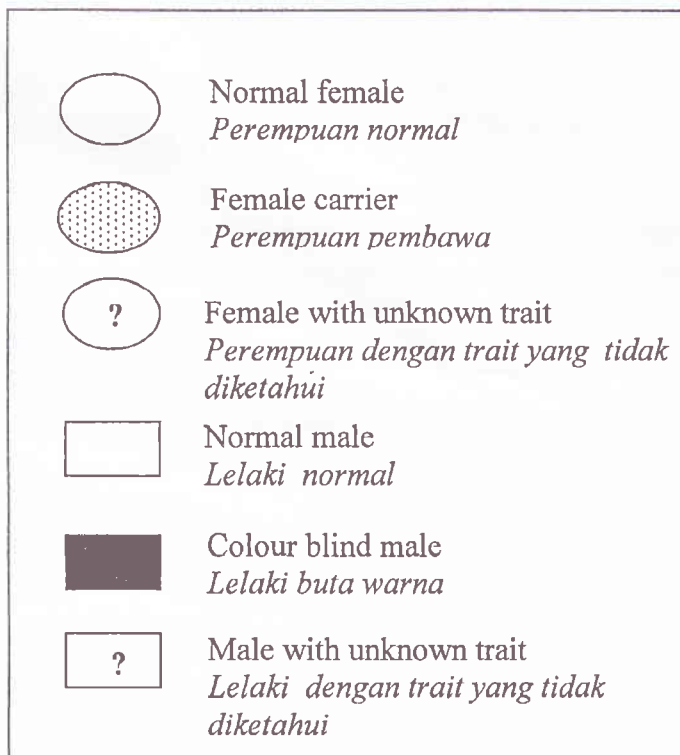 Normal female
Perempuan normal
Female carrier
Perempuan pembawa
?
Female with unknown trait
Perempuan dengan trait yang tidak
diketahui
Normal male
Lelaki normal
Colour blind male
Lelaki buta warna
?
Male with unknown trait
Lelaki dengan trait yang tidak
diketahui